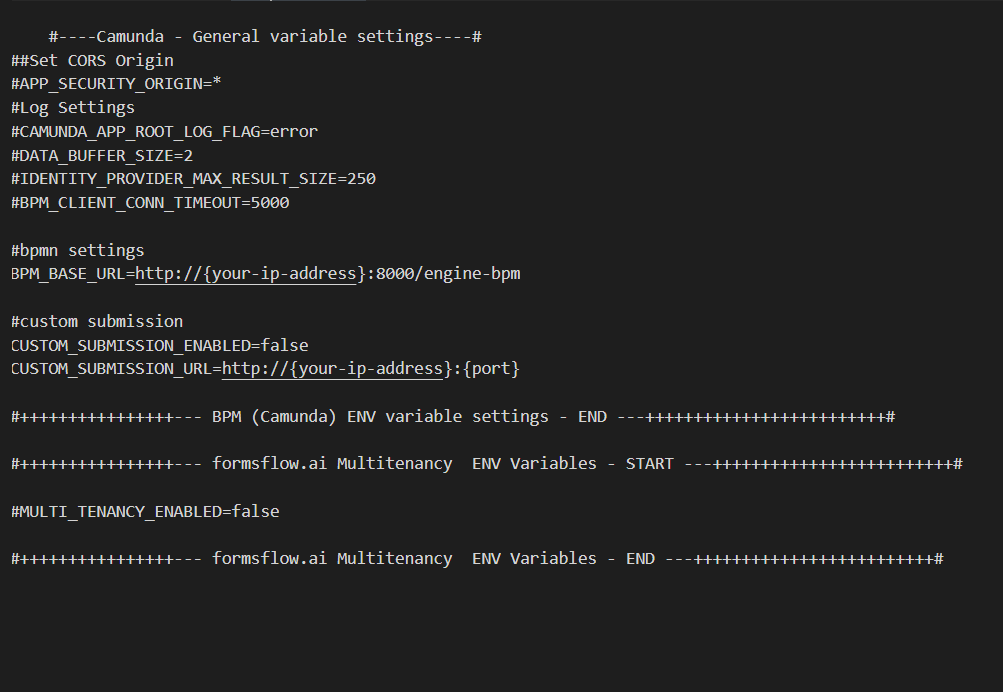 #----Camunda - General variable settings----#
##Set CORS Origin
#APP_SECURITY_ORIGIN=*
#Log Settings
#CAMUNDA_APP_ROOT_LOG_FLAG=error
#DATA_BUFFER_SIZE=2
#IDENTITY_PROVIDER_MAX_RESULT_SIZE=250
#BPM_CLIENT_CONN_TIMEOUT=5000
#bpmn settings
BPM_BASE_URL=http://{your-ip-address}:8000/engine-bpm
#custom submission
CUSTOM_SUBMISSION_ENABLED=false
CUSTOM_SUBMISSION_URL=http://{your-ip-address}:{port}
#++++++++++++++++--- BPM (Camunda) ENV variable settings - END ---+++++++++++++++++++++++++#
#++++++++++++++++--- formsflow.ai Multitenancy  ENV Variables - START ---+++++++++++++++++++++++++#
#MULTI_TENANCY_ENABLED=false
#++++++++++++++++--- formsflow.ai Multitenancy  ENV Variables - END ---+++++++++++++++++++++++++#